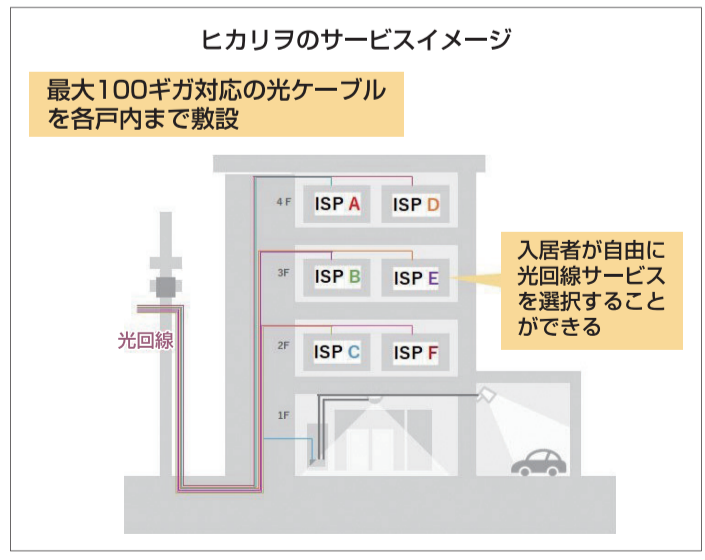 ヒカリヲのサービスイメージ
最大100ギガ対応の光ケーブル
を各戸内まで敷設
4F
ISP A
ISP D
3F
ISP B
ISP E
入居者が自由に
光回線サービス
を選択すること
ができる
光回線
2F
ISP C
ISP F
1F